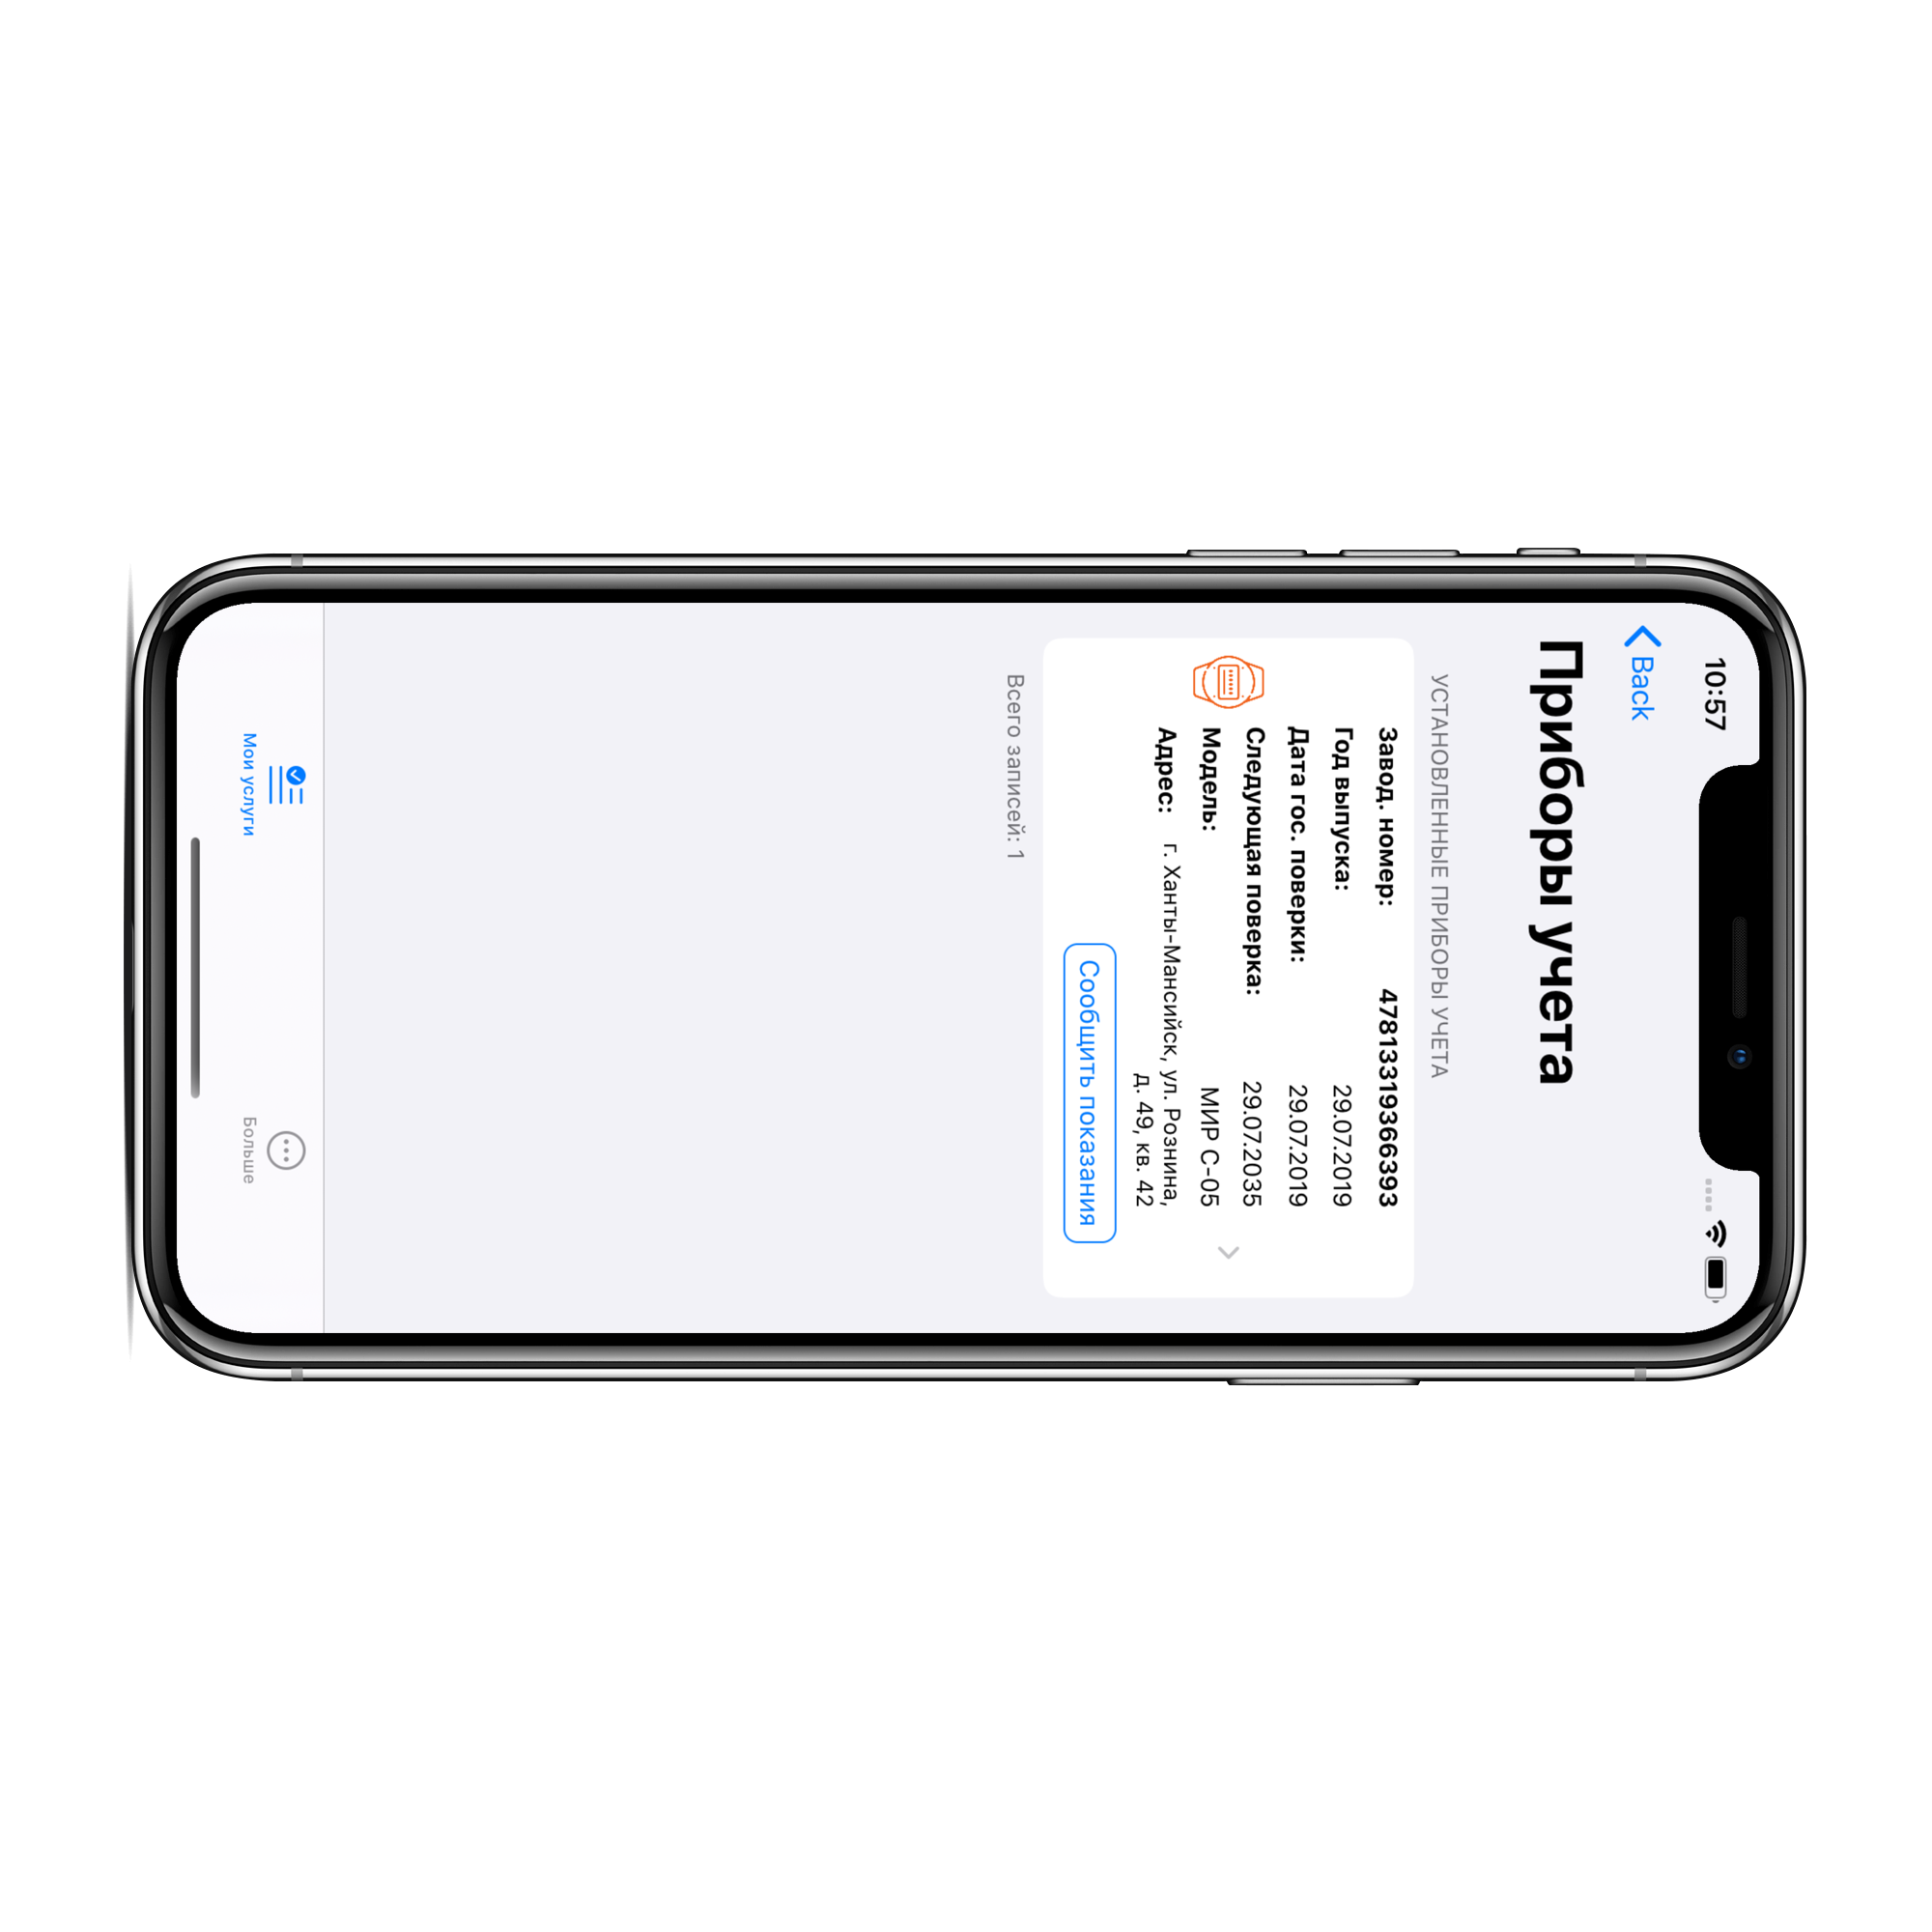 10:57
Back
Приборы учета
УСТАНОВЛЕННЫЕ ПРИБОРЫ УЧЕТА
Завод. номер: 47813319366393
Год выпуска: 29.07.2019
Дата гос. поверки: 29.07.2019
Следующая поверка: 29.07.2035
Модель: МИР С-05
Адрес: г. Ханты-Мансийск, ул. Рознина,
д. 49, кв. 42
Сообщить показания
Всего записей: 1
Мои услуги
Больше